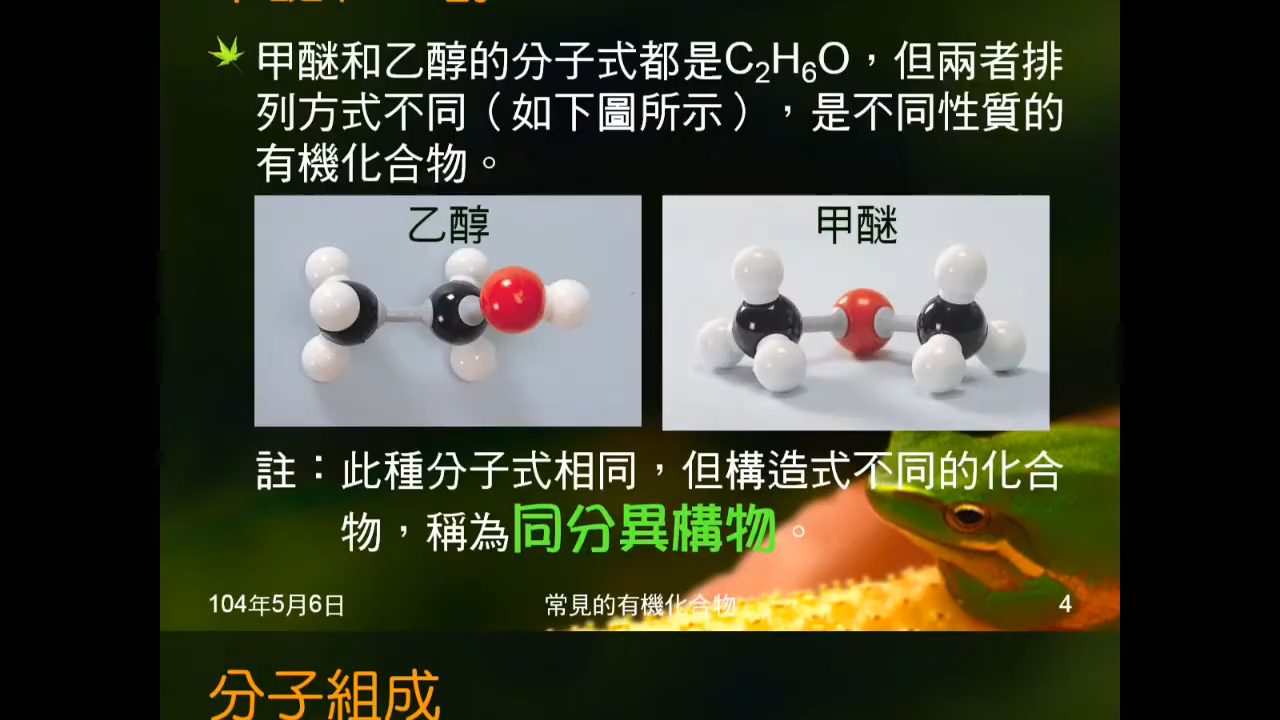 甲醚和乙醇的分子式都是C₂H₆O，但兩者排
列方式不同（如下圖所示），是不同性質的
有機化合物。
乙醇
甲醚
註：此種分子式相同，但構造式不同的化合
物，稱為同分異構物。
104年5月6日
常見的有機化合物
4
分子組成